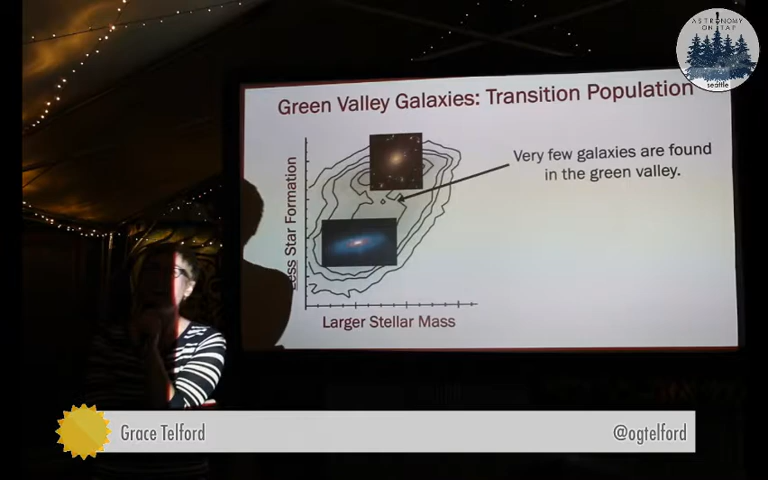 ASTRONOMY
ON TAP
seattle
Green Valley Galaxies: Transition Population
Very few galaxies are found
in the green valley.
Less Star Formation
Larger Stellar Mass
Grace Telford
@ogtelford